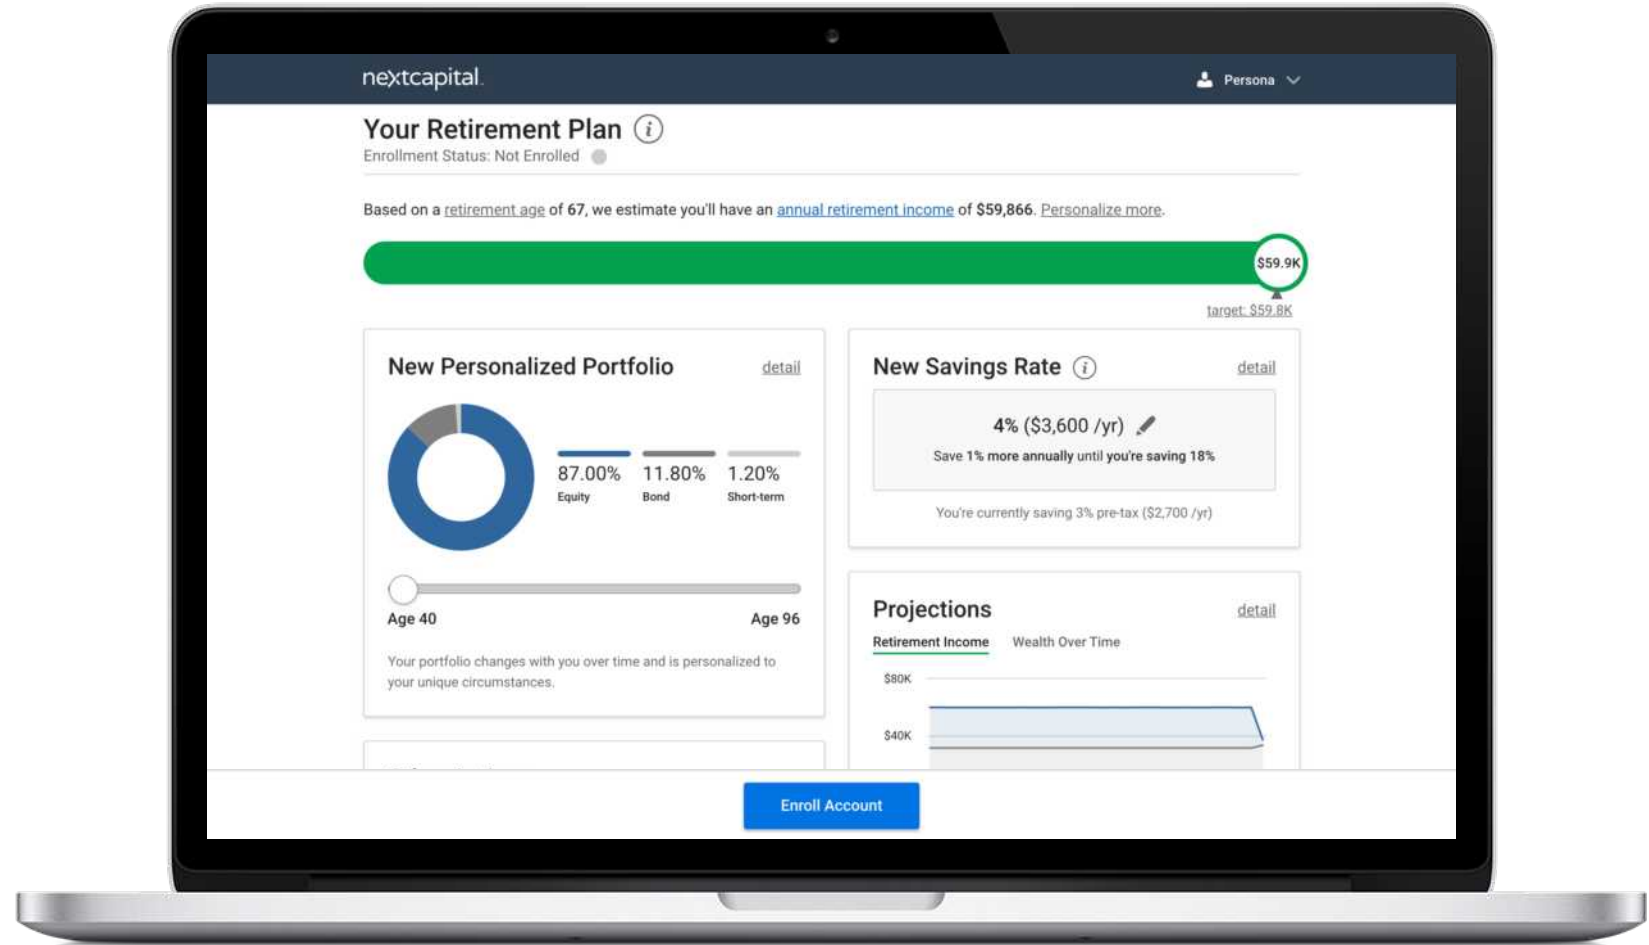 nextcapital.
Persona
Your Retirement Plan i
Enrollment Status: Not Enrolled
Based on a retirement age of 67, we estimate you'll have an annual retirement income of $59,866. Personalize more.
$59.9K
target: $59.8K
New Personalized Portfolio detail
87.00% 11.80% 1.20%
Equity Bond Short-term
Age 40 Age 96
Your portfolio changes with you over time and is personalized to
your unique circumstances.
New Savings Rate i detail
4% ($3,600 /yr)
Save 1% more annually until you're saving 18%
You're currently saving 3% pre-tax ($2,700 /yr)
Projections detail
Retirement Income Wealth Over Time
$80K
$40K
Enroll Account